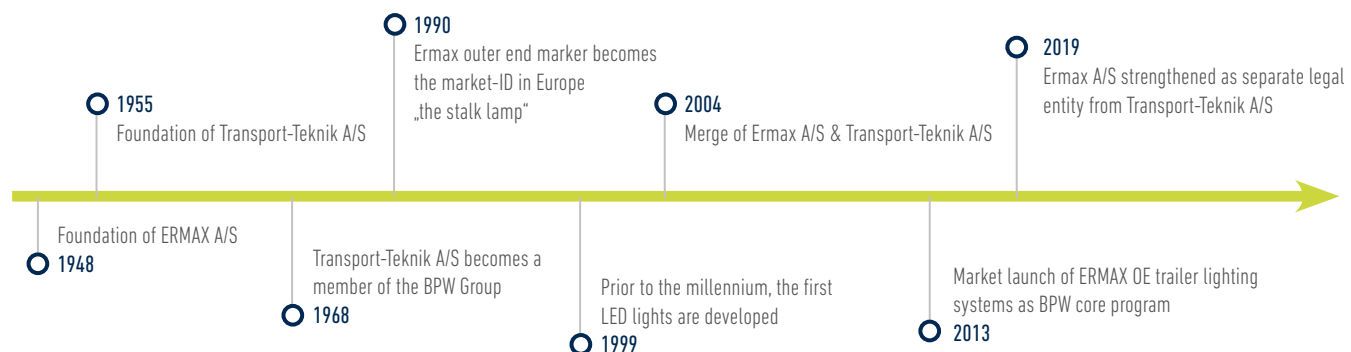 1990
Ermax outer end marker becomes
the market-ID in Europe
„the stalk lamp“
2019
Ermax A/S strengthened as separate legal
entity from Transport-Teknik A/S
1955
Foundation of Transport-Teknik A/S
2004
Merge of Ermax A/S & Transport-Teknik A/S
Foundation of ERMAX A/S
1948
Transport-Teknik A/S becomes a
member of the BPW Group
1968
Prior to the millennium, the first
LED lights are developed
1999
Market launch of ERMAX OE trailer lighting
systems as BPW core program
2013